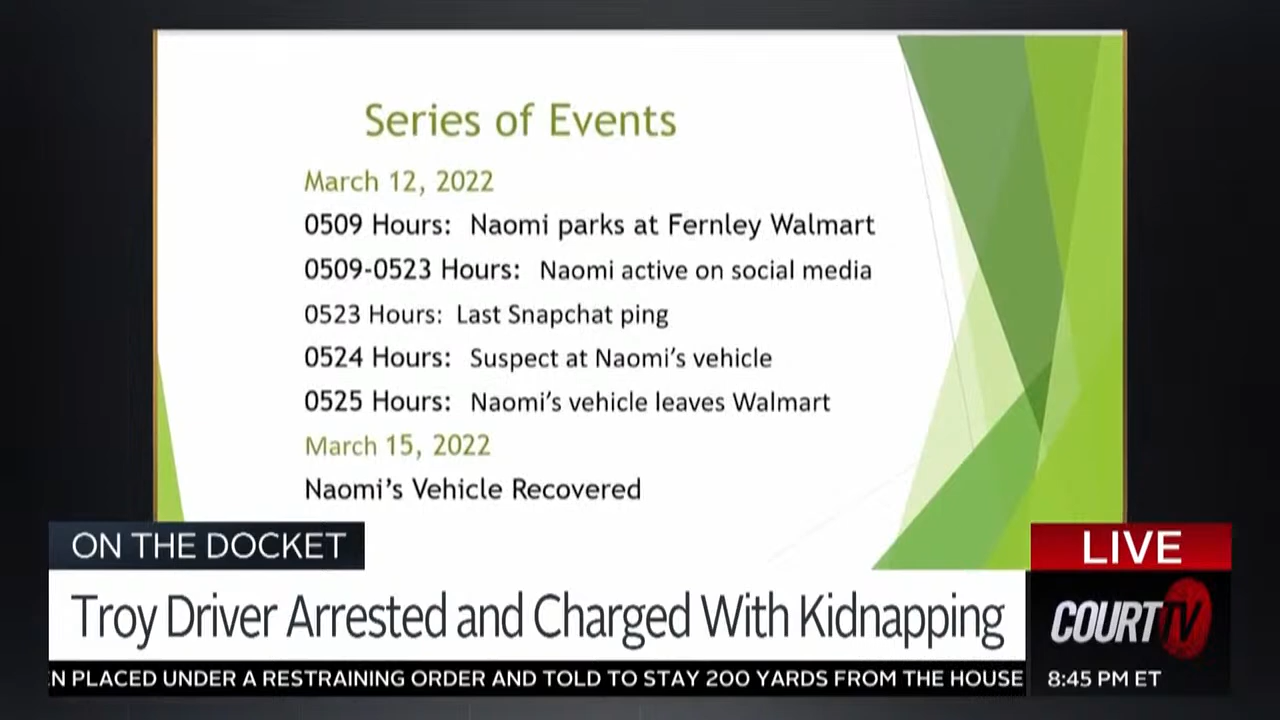 Series of Events
March 12, 2022
0509 Hours: Naomi parks at Fernley Walmart
0509-0523 Hours: Naomi active on social media
0523 Hours: Last Snapchat ping
0524 Hours: Suspect at Naomi's vehicle
0525 Hours: Naomi's vehicle leaves Walmart
March 15, 2022
Naomi's Vehicle Recovered
ON THE DOCKET
LIVE
Troy Driver Arrested and Charged With Kidnapping
COURT TV
N PLACED UNDER A RESTRAINING ORDER AND TOLD TO STAY 200 YARDS FROM THE HOUSE
8:45 PM ET